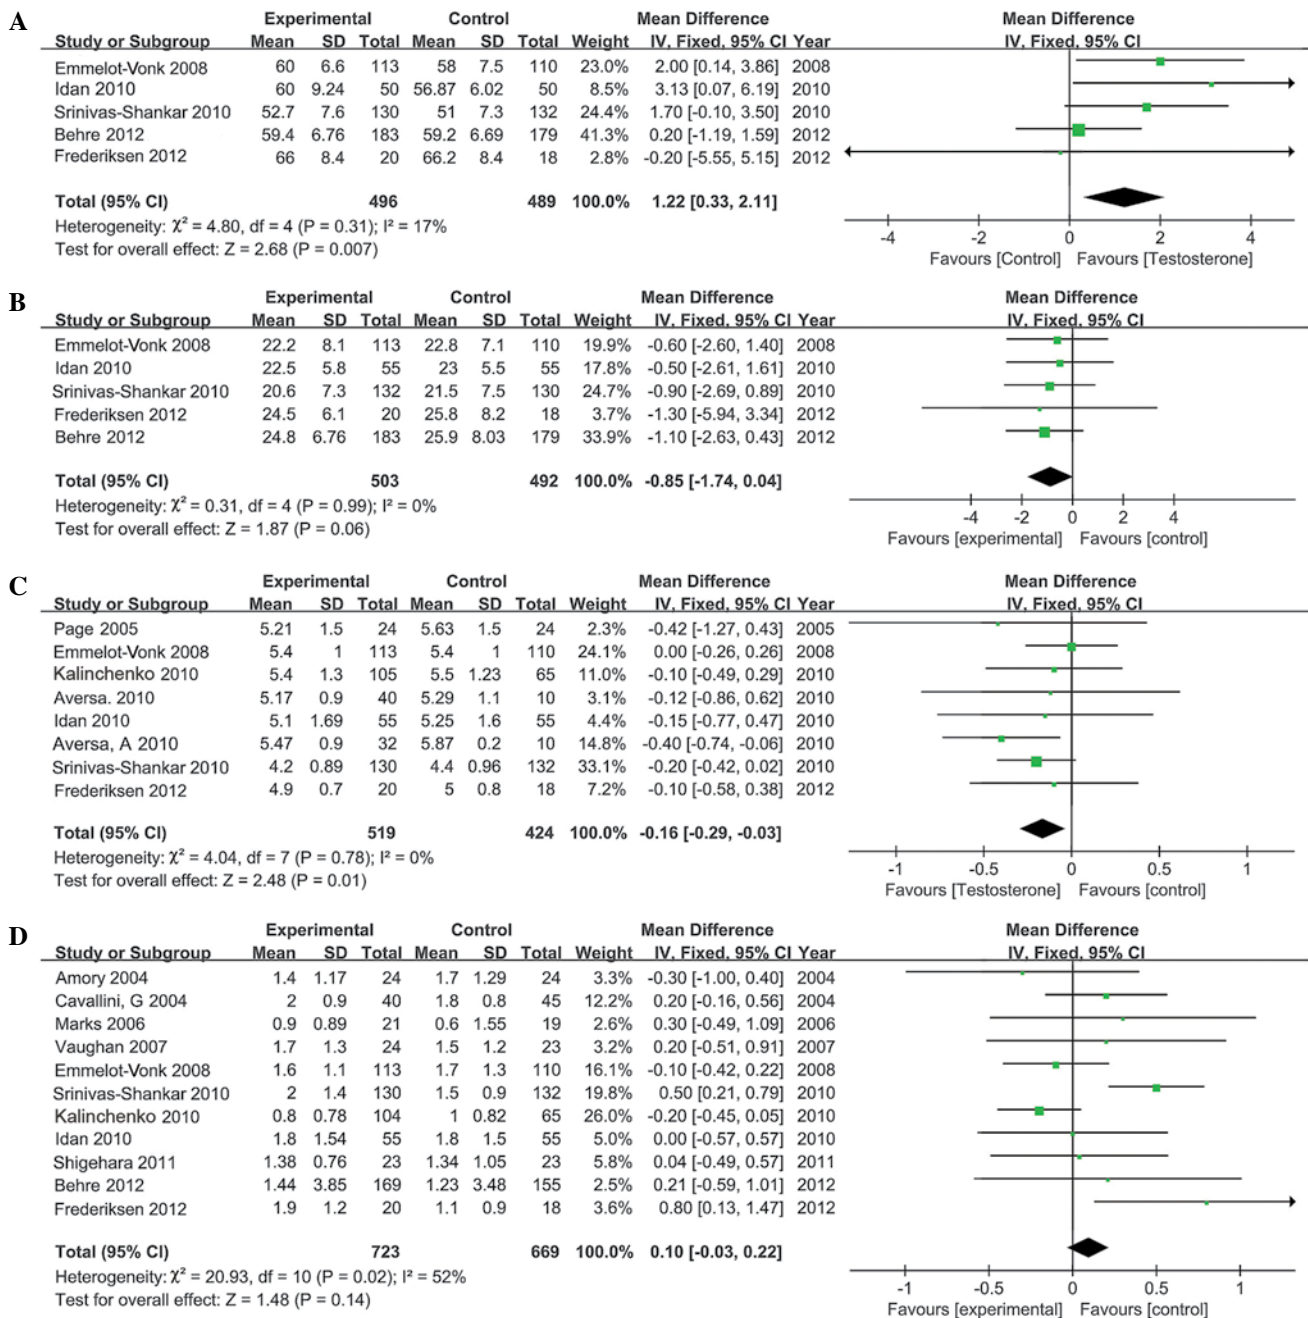 A
Experimental Control Mean Difference Mean Difference
Study or Subgroup Mean SD Total Mean SD Total Weight IV, Fixed, 95% CI Year IV, Fixed, 95% CI
Emmelot-Vonk 2008 60 6.6 113 58 7.5 110 23.0% 2.00 [0.14, 3.86] 2008
Idan 2010 60 9.24 50 56.87 6.02 50 8.5% 3.13 [0.07, 6.19] 2010
Srinivas-Shankar 2010 52.7 7.6 130 51 7.3 132 24.4% 1.70 [-0.10, 3.50] 2010
Behre 2012 59.4 6.76 183 59.2 6.69 179 41.3% 0.20 [-1.19, 1.59] 2012
Frederiksen 2012 66 8.4 20 66.2 8.4 18 2.8% -0.20 [-5.55, 5.15] 2012
Total (95% CI) 496 489 100.0% 1.22 [0.33, 2.11]
Heterogeneity: χ² = 4.80, df = 4 (P = 0.31); I² = 17%
Test for overall effect: Z = 2.68 (P = 0.007)
-4 -2 0 2 4
Favours [Control] Favours [Testosterone]
B
Experimental Control Mean Difference Mean Difference
Study or Subgroup Mean SD Total Mean SD Total Weight IV, Fixed, 95% CI Year IV, Fixed, 95% CI
Emmelot-Vonk 2008 22.2 8.1 113 22.8 7.1 110 19.9% -0.60 [-2.60, 1.40] 2008
Idan 2010 22.5 5.8 55 23 5.5 55 17.8% -0.50 [-2.61, 1.61] 2010
Srinivas-Shankar 2010 20.6 7.3 132 21.5 7.5 130 24.7% -0.90 [-2.69, 0.89] 2010
Frederiksen 2012 24.5 6.1 20 25.8 8.2 18 3.7% -1.30 [-5.94, 3.34] 2012
Behre 2012 24.8 6.76 183 25.9 8.03 179 33.9% -1.10 [-2.63, 0.43] 2012
Total (95% CI) 503 492 100.0% -0.85 [-1.74, 0.04]
Heterogeneity: χ² = 0.31, df = 4 (P = 0.99); I² = 0%
Test for overall effect: Z = 1.87 (P = 0.06)
-4 -2 0 2 4
Favours [experimental] Favours [control]
C
Experimental Control Mean Difference Mean Difference
Study or Subgroup Mean SD Total Mean SD Total Weight IV, Fixed, 95% CI Year IV, Fixed, 95% CI
Page 2005 5.21 1.5 24 5.63 1.5 24 2.3% -0.42 [-1.27, 0.43] 2005
Emmelot-Vonk 2008 5.4 1 113 5.4 1 110 24.1% 0.00 [-0.26, 0.26] 2008
Kalinchenko 2010 5.4 1.3 105 5.5 1.23 65 11.0% -0.10 [-0.49, 0.29] 2010
Aversa. 2010 5.17 0.9 40 5.29 1.1 10 3.1% -0.12 [-0.86, 0.62] 2010
Idan 2010 5.1 1.69 55 5.25 1.6 55 4.4% -0.15 [-0.77, 0.47] 2010
Aversa, A 2010 5.47 0.9 32 5.87 0.2 10 14.8% -0.40 [-0.74, -0.06] 2010
Srinivas-Shankar 2010 4.2 0.89 130 4.4 0.96 132 33.1% -0.20 [-0.42, 0.02] 2010
Frederiksen 2012 4.9 0.7 20 5 0.8 18 7.2% -0.10 [-0.58, 0.38] 2012
Total (95% CI) 519 424 100.0% -0.16 [-0.29, -0.03]
Heterogeneity: χ² = 4.04, df = 7 (P = 0.78); I² = 0%
Test for overall effect: Z = 2.48 (P = 0.01)
-1 -0.5 0 0.5 1
Favours [Testosterone] Favours [control]
D
Experimental Control Mean Difference Mean Difference
Study or Subgroup Mean SD Total Mean SD Total Weight IV, Fixed, 95% CI Year IV, Fixed, 95% CI
Amory 2004 1.4 1.17 24 1.7 1.29 24 3.3% -0.30 [-1.00, 0.40] 2004
Cavallini, G 2004 2 0.9 40 1.8 0.8 45 12.2% 0.20 [-0.16, 0.56] 2004
Marks 2006 0.9 0.89 21 0.6 1.55 19 2.6% 0.30 [-0.49, 1.09] 2006
Vaughan 2007 1.7 1.3 24 1.5 1.2 23 3.2% 0.20 [-0.51, 0.91] 2007
Emmelot-Vonk 2008 1.6 1.1 113 1.7 1.3 110 16.1% -0.10 [-0.42, 0.22] 2008
Srinivas-Shankar 2010 2 1.4 130 1.5 0.9 132 19.8% 0.50 [0.21, 0.79] 2010
Kalinchenko 2010 0.8 0.78 104 1 0.82 65 26.0% -0.20 [-0.45, 0.05] 2010
Idan 2010 1.8 1.54 55 1.8 1.5 55 5.0% 0.00 [-0.57, 0.57] 2010
Shigehara 2011 1.38 0.76 23 1.34 1.05 23 5.8% 0.04 [-0.49, 0.57] 2011
Behre 2012 1.44 3.85 169 1.23 3.48 155 2.5% 0.21 [-0.59, 1.01] 2012
Frederiksen 2012 1.9 1.2 20 1.1 0.9 18 3.6% 0.80 [0.13, 1.47] 2012
Total (95% CI) 723 669 100.0% 0.10 [-0.03, 0.22]
Heterogeneity: χ² = 20.93, df = 10 (P = 0.02); I² = 52%
Test for overall effect: Z = 1.48 (P = 0.14)
-1 -0.5 0 0.5 1
Favours [experimental] Favours [control]